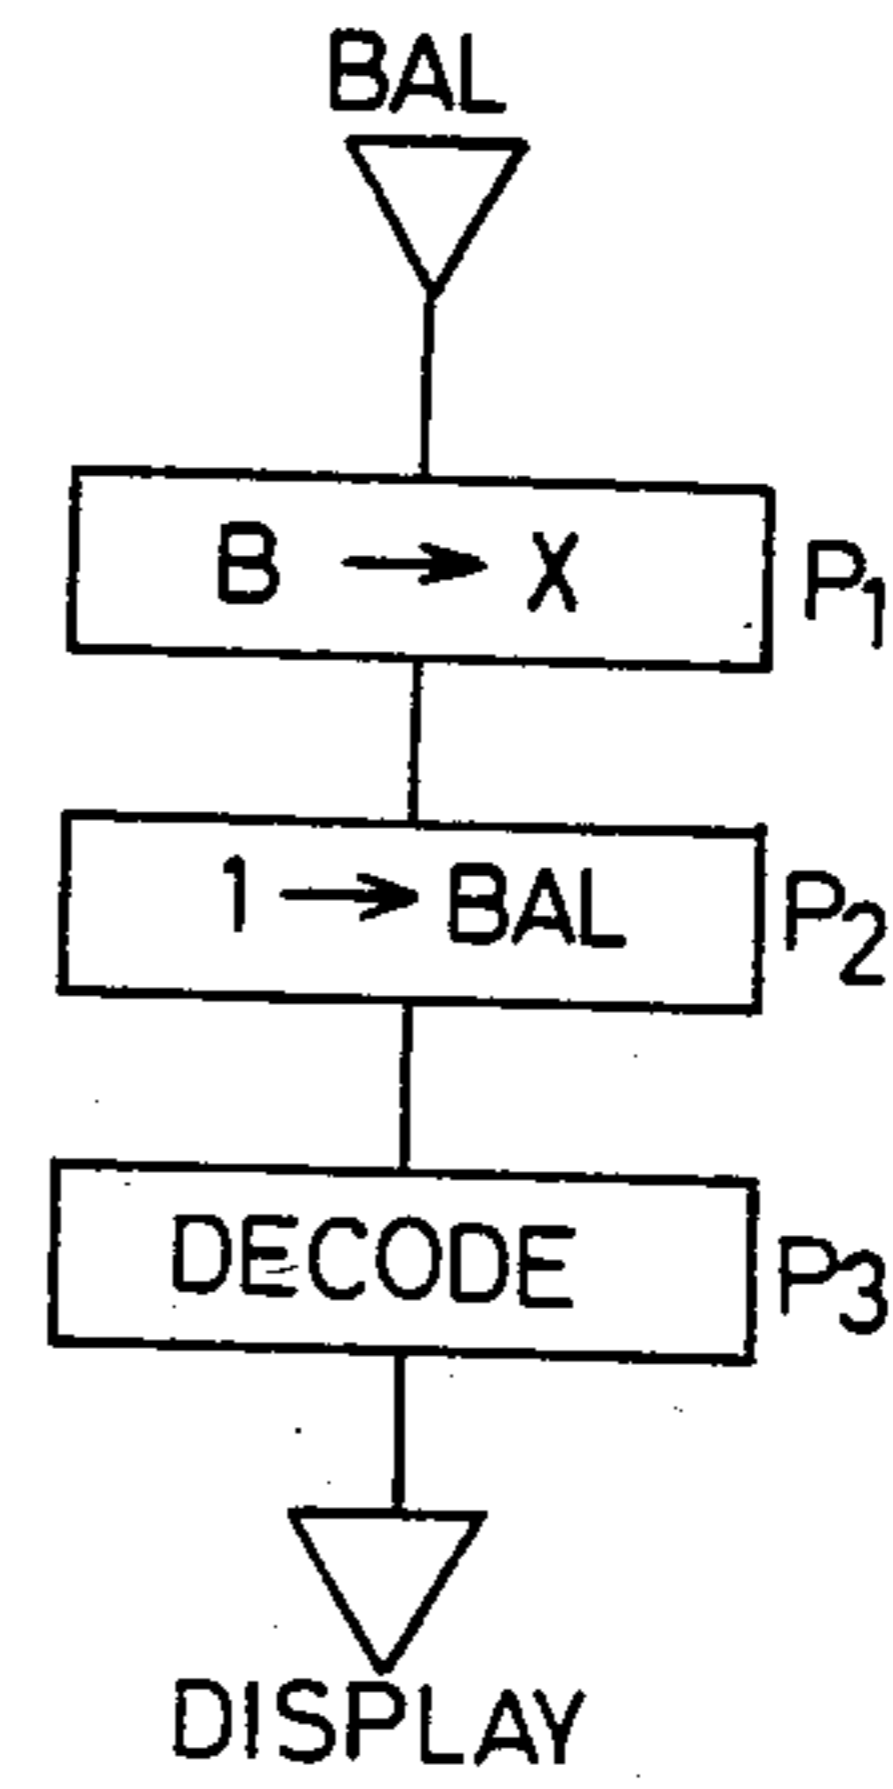 BAL
B → X P1
1 → BAL P2
DECODE P3
DISPLAY